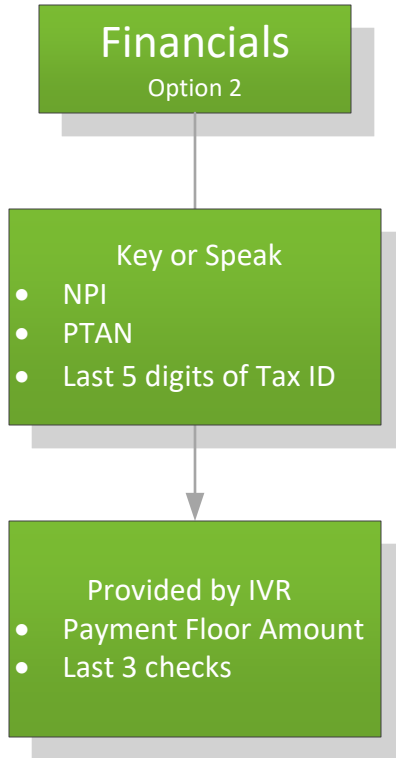 Financials
Option 2
Key or Speak
• NPI
• PTAN
• Last 5 digits of Tax ID
Provided by IVR
• Payment Floor Amount
• Last 3 checks